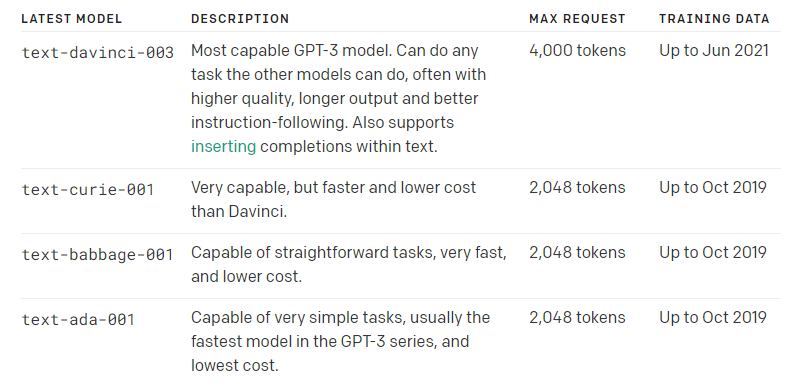 LATEST MODEL DESCRIPTION MAX REQUEST TRAINING DATA
text-davinci-003 Most capable GPT-3 model. Can do any 4,000 tokens Up to Jun 2021
task the other models can do, often with
higher quality, longer output and better
instruction-following. Also supports
inserting completions within text.
text-curie-001 Very capable, but faster and lower cost 2,048 tokens Up to Oct 2019
than Davinci.
text-babbage-001 Capable of straightforward tasks, very fast, 2,048 tokens Up to Oct 2019
and lower cost.
text-ada-001 Capable of very simple tasks, usually the 2,048 tokens Up to Oct 2019
fastest model in the GPT-3 series, and
lowest cost.